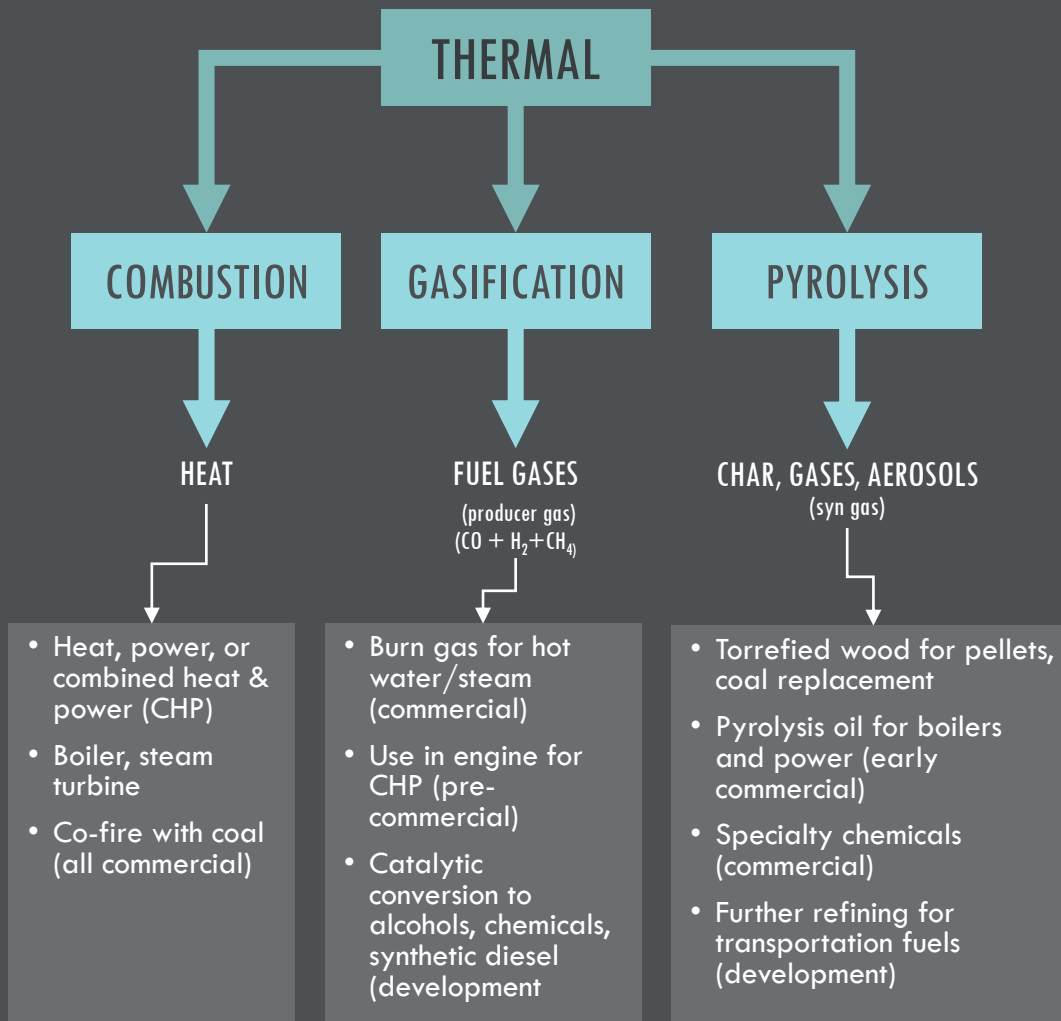 THERMAL
COMBUSTION
GASIFICATION
PYROLYSIS
HEAT
FUEL GASES
(producer gas)
(CO + H₂+CH₄)
CHAR, GASES, AEROSOLS
(syn gas)
• Heat, power, or
combined heat &
power (CHP)
• Boiler, steam
turbine
• Co-fire with coal
(all commercial)
• Burn gas for hot
water/steam
(commercial)
• Use in engine for
CHP (pre-
commercial)
• Catalytic
conversion to
alcohols, chemicals,
synthetic diesel
(development
• Torrefied wood for pellets,
coal replacement
• Pyrolysis oil for boilers
and power (early
commercial)
• Specialty chemicals
(commercial)
• Further refining for
transportation fuels
(development)